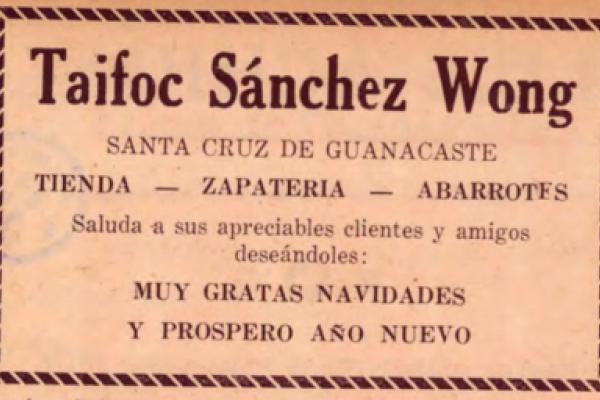 Taifoc Sánchez Wong
SANTA CRUZ DE GUANACASTE
TIENDA — ZAPATERIA — ABARROTES
Saluda a sus apreciables clientes y amigos
deseándoles:
MUY GRATAS NAVIDADES
Y PROSPERO AÑO NUEVO